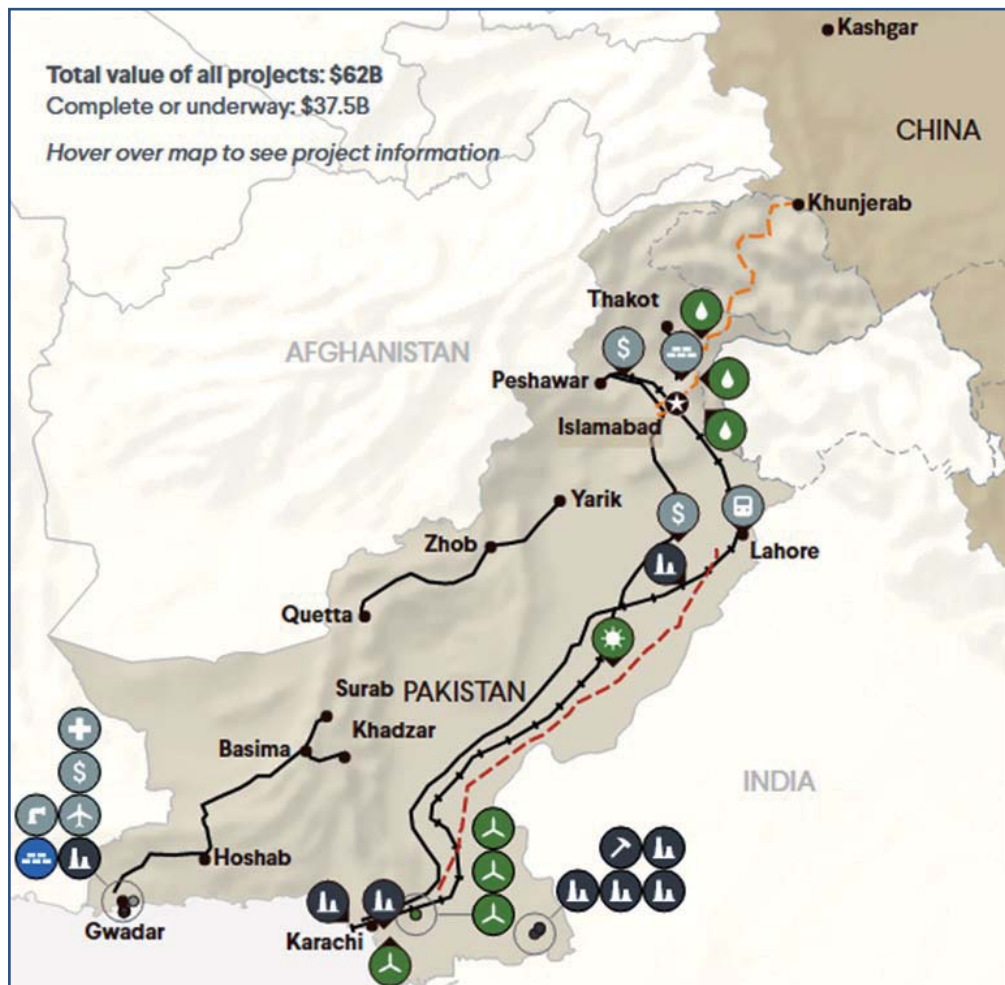 Kashgar
Total value of all projects: $62B
Complete or underway: $37.5B
CHINA
Hover over map to see project information
Khunjerab
Thakot
$
AFGHANISTAN
Peshawar
Islamabad
Yarik
$
Zhob
Lahore
Quetta
Surab
PAKISTAN
Khadzar
Basima
$
INDIA
Hoshab
Gwadar
Karachi